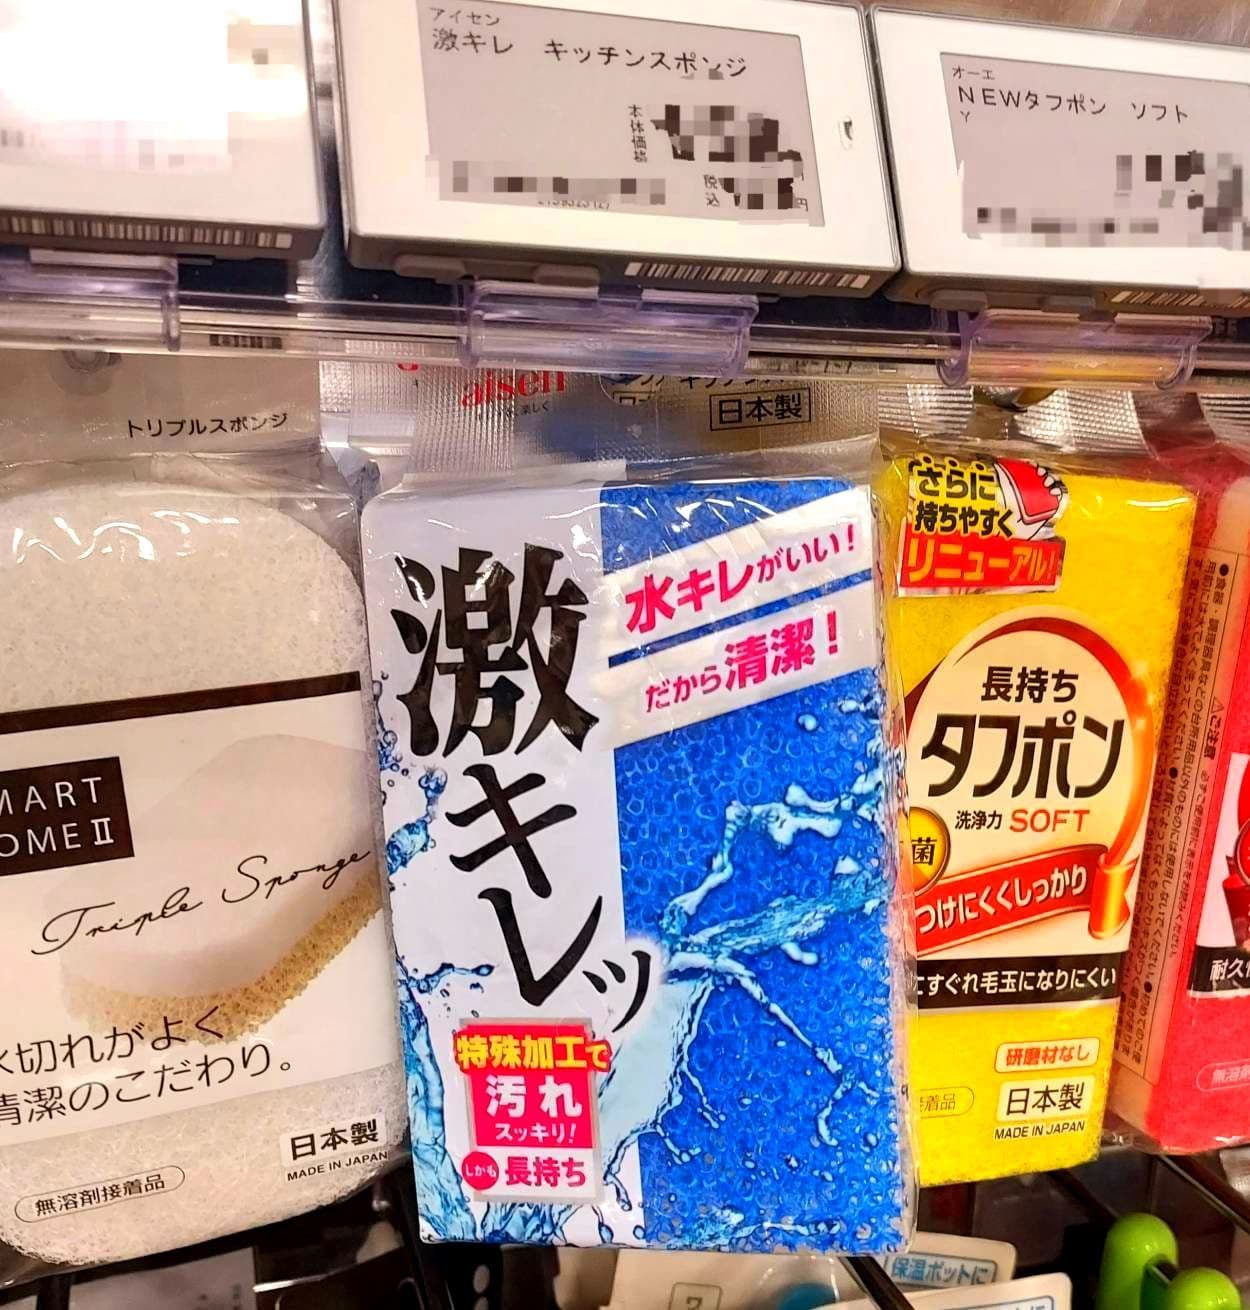 アイセン
激キレ キッチンスポンジ
本体価格
税込
円
オーエ
NEWタフポン ソフト
Y
トリプルスポンジ
MART
OME II
Triple Sponge
水切れがよく
清潔のこだわり。
日本製
MADE IN JAPAN
無溶剤接着品
aisen
日本製
激キレッ
水キレがいい!
だから清潔!
特殊加工で
汚れ
スッキリ!
しかも長持ち
さらに
持ちやすく
リニューアル!
長持ち
タフポン
洗浄力 SOFT
菌
つけにくくしっかり
にすぐれ毛玉になりにくい
研磨材なし
着品
日本製
MADE IN JAPAN
耐久
無溶剤
保温ポットに